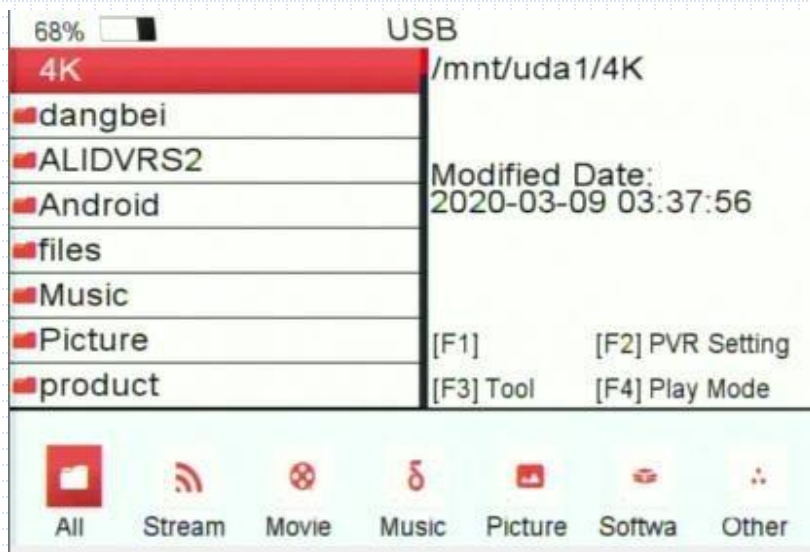 68%
USB
4K
dangbei
ALIDVRS2
Android
files
Music
Picture
product
/mnt/uda1/4K
Modified Date:
2020-03-09 03:37:56
[F1]
[F2] PVR Setting
[F3] Tool
[F4] Play Mode
All
Stream
Movie
Music
Picture
Softwa
Other